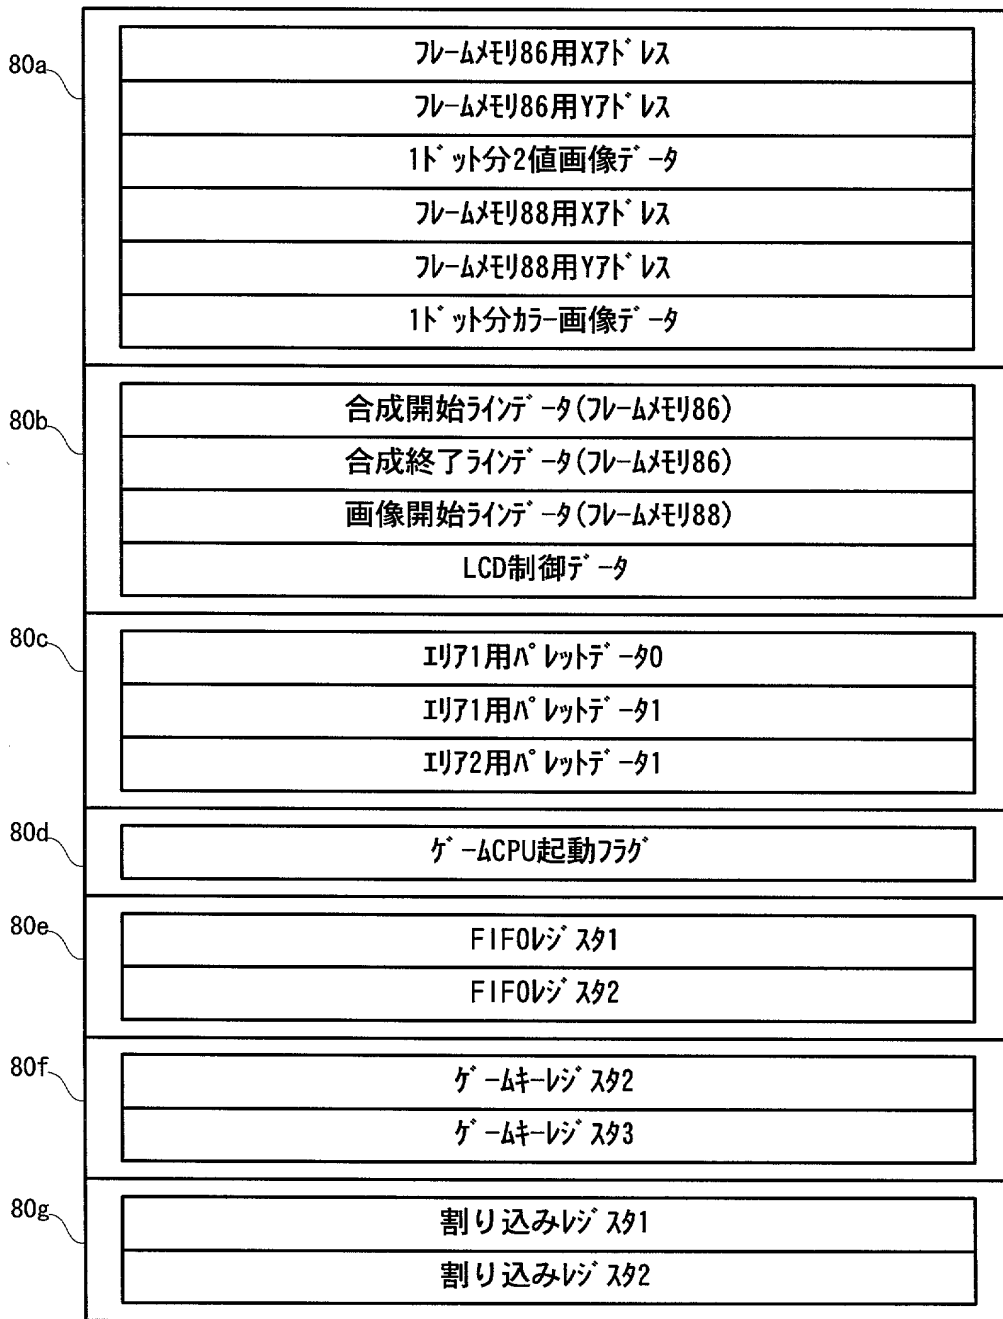 80a
ﾌﾚｰﾑﾒﾓﾘ86用Xｱﾄﾞﾚｽ
ﾌﾚｰﾑﾒﾓﾘ86用Yｱﾄﾞﾚｽ
1ﾄﾞｯﾄ分2値画像ﾃﾞｰﾀ
ﾌﾚｰﾑﾒﾓﾘ88用Xｱﾄﾞﾚｽ
ﾌﾚｰﾑﾒﾓﾘ88用Yｱﾄﾞﾚｽ
1ﾄﾞｯﾄ分ｶﾗｰ画像ﾃﾞｰﾀ
80b
合成開始ﾗｲﾝﾃﾞｰﾀ(ﾌﾚｰﾑﾒﾓﾘ86)
合成終了ﾗｲﾝﾃﾞｰﾀ(ﾌﾚｰﾑﾒﾓﾘ86)
画像開始ﾗｲﾝﾃﾞｰﾀ(ﾌﾚｰﾑﾒﾓﾘ88)
LCD制御ﾃﾞｰﾀ
80c
ｴﾘｱ1用ﾊﾟﾚｯﾄﾃﾞｰﾀ0
ｴﾘｱ1用ﾊﾟﾚｯﾄﾃﾞｰﾀ1
ｴﾘｱ2用ﾊﾟﾚｯﾄﾃﾞｰﾀ1
80d
ｹﾞｰﾑCPU起動ﾌﾗｸﾞ
80e
FIFOﾚｼﾞｽﾀ1
FIFOﾚｼﾞｽﾀ2
80f
ｹﾞｰﾑｷｰﾚｼﾞｽﾀ2
ｹﾞｰﾑｷｰﾚｼﾞｽﾀ3
80g
割り込みﾚｼﾞｽﾀ1
割り込みﾚｼﾞｽﾀ2